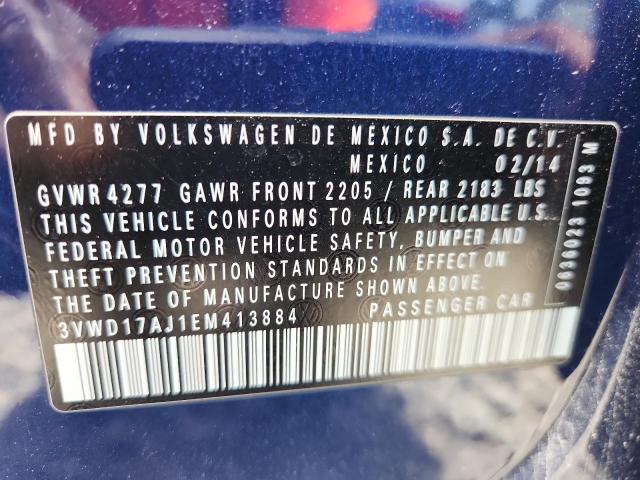 MFD BY VOLKSWAGEN DE MEXICO S.A. DE C.V.
MEXICO 02/14
GVWR 4277 GAWR FRONT 2205 / REAR 2183 LBS
THIS VEHICLE CONFORMS TO ALL APPLICABLE U.S.
FEDERAL MOTOR VEHICLE SAFETY, BUMPER AND
THEFT PREVENTION STANDARDS IN EFFECT ON
THE DATE OF MANUFACTURE SHOWN ABOVE.
3VWD17AJ1EM413884 PASSENGER CAR
0036023 1093 M